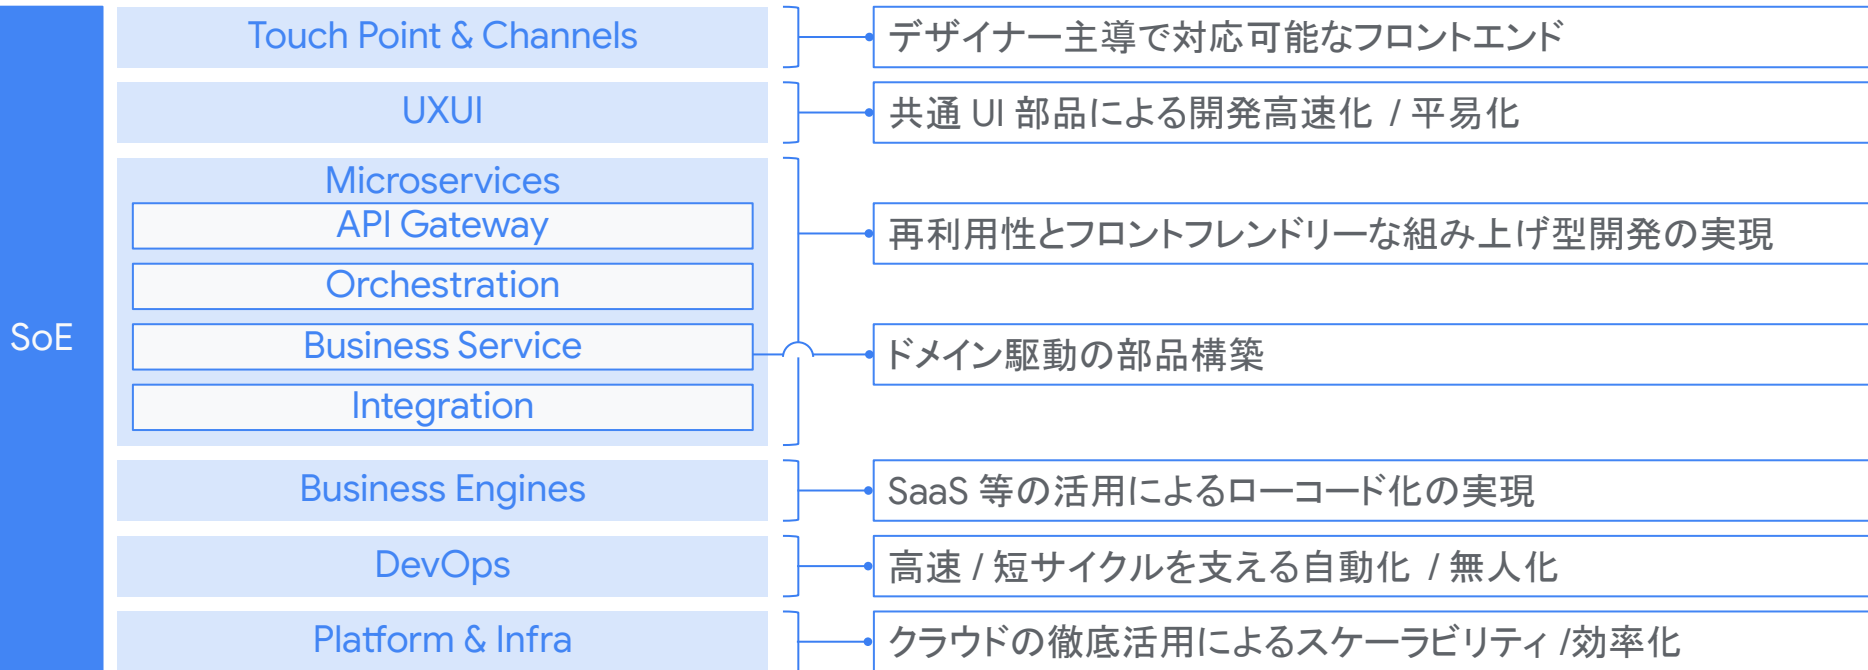 SoE
Touch Point & Channels
デザイナー主導で対応可能なフロントエンド
UXUI
共通 UI 部品による開発高速化 / 平易化
Microservices
API Gateway
再利用性とフロントフレンドリーな組み上げ型開発の実現
Orchestration
Business Service
ドメイン駆動の部品構築
Integration
Business Engines
SaaS 等の活用によるローコード化の実現
DevOps
高速 / 短サイクルを支える自動化 / 無人化
Platform & Infra
クラウドの徹底活用によるスケーラビリティ /効率化